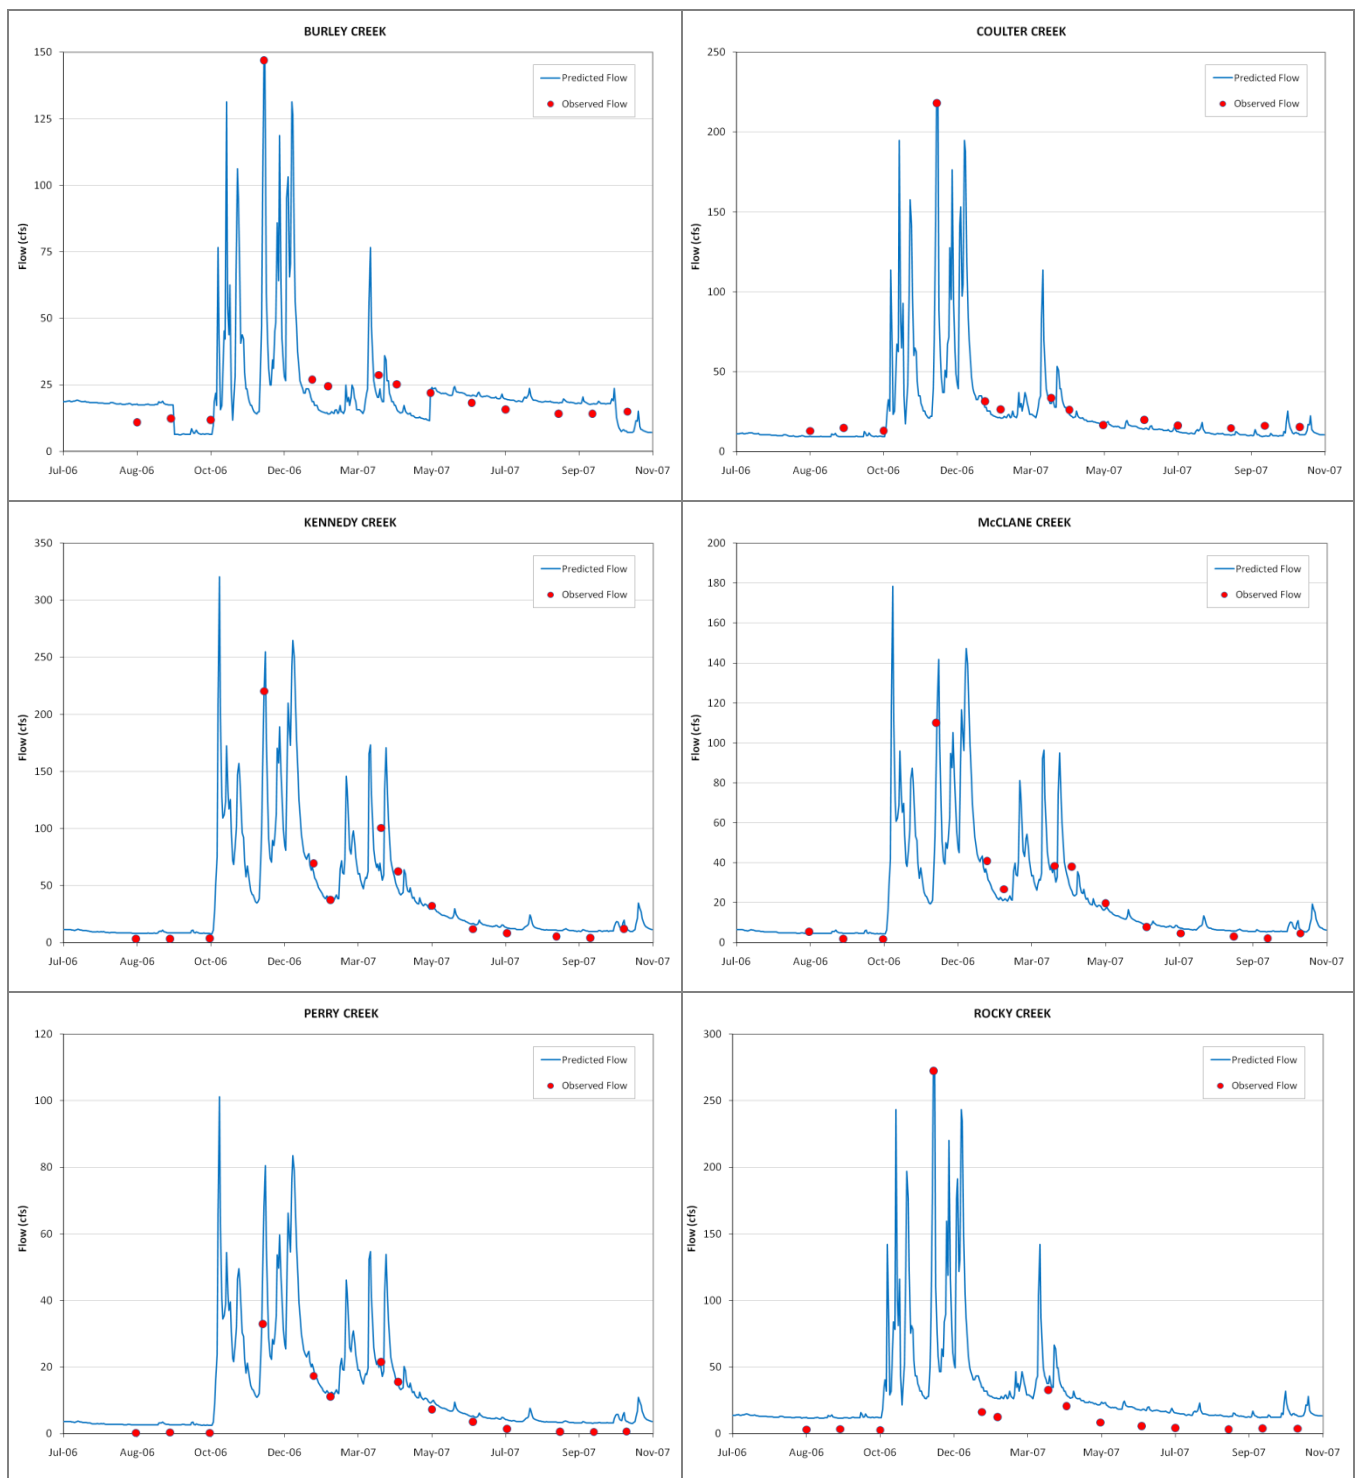 BURLEY CREEK
150
125
100
75
50
25
0
Flow (cfs)
Predicted Flow
Observed Flow
Jul-06 Aug-06 Oct-06 Dec-06 Mar-07 May-07 Jul-07 Sep-07 Nov-07
COULTER CREEK
250
200
150
100
50
0
Flow (cfs)
Predicted Flow
Observed Flow
Jul-06 Aug-06 Oct-06 Dec-06 Mar-07 May-07 Jul-07 Sep-07 Nov-07
KENNEDY CREEK
350
300
250
200
150
100
50
0
Flow (cfs)
Predicted Flow
Observed Flow
Jul-06 Aug-06 Oct-06 Dec-06 Mar-07 May-07 Jul-07 Sep-07 Nov-07
McCLANE CREEK
200
180
160
140
120
100
80
60
40
20
0
Flow (cfs)
Predicted Flow
Observed Flow
Jul-06 Aug-06 Oct-06 Dec-06 Mar-07 May-07 Jul-07 Sep-07 Nov-07
PERRY CREEK
120
100
80
60
40
20
0
Flow (cfs)
Predicted Flow
Observed Flow
Jul-06 Aug-06 Oct-06 Dec-06 Mar-07 May-07 Jul-07 Sep-07 Nov-07
ROCKY CREEK
300
250
200
150
100
50
0
Flow (cfs)
Predicted Flow
Observed Flow
Jul-06 Aug-06 Oct-06 Dec-06 Mar-07 May-07 Jul-07 Sep-07 Nov-07